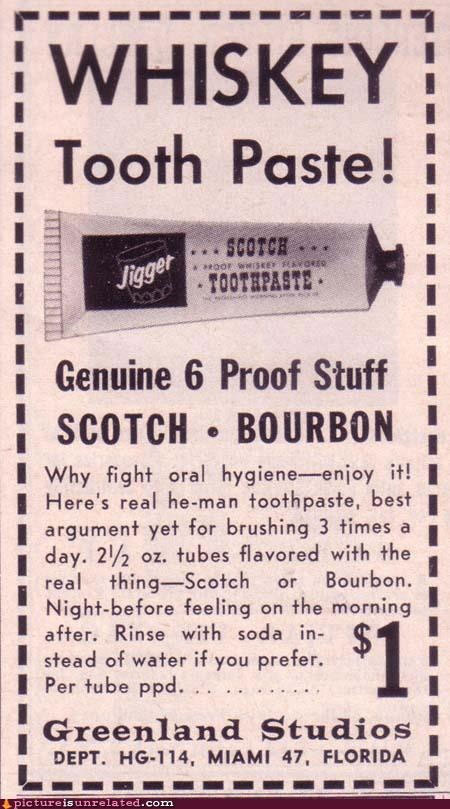 WHISKEY
Tooth Paste!
Jigger
SCOTCH
6 PROOF WHISKEY FLAVORED
TOOTHPASTE
Genuine 6 Proof Stuff
SCOTCH • BOURBON
Why fight oral hygiene—enjoy it!
Here's real he-man toothpaste, best
argument yet for brushing 3 times a
day. 2½ oz. tubes flavored with the
real thing—Scotch or Bourbon.
Night-before feeling on the morning
after. Rinse with soda in-
stead of water if you prefer.
Per tube ppd. . . . . . . . . . . .
$1
Greenland Studios
DEPT. HG-114, MIAMI 47, FLORIDA
pictureisunrelated.com